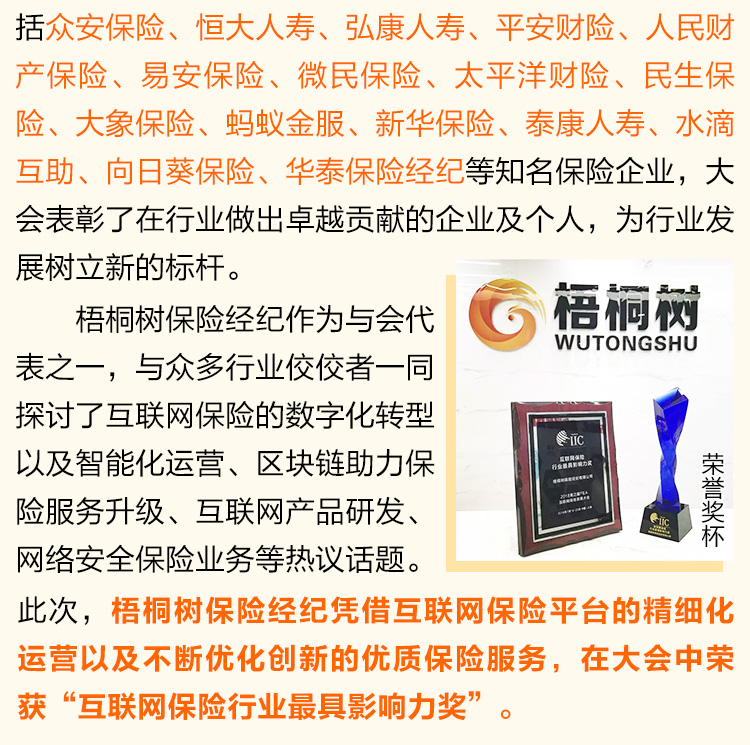 括众安保险、恒大人寿、弘康人寿、平安财险、人民财
产保险、易安保险、微民保险、太平洋财险、民生保
险、大象保险、蚂蚁金服、新华保险、泰康人寿、水滴
互助、向日葵保险、华泰保险经纪等知名保险企业，大
会表彰了在行业做出卓越贡献的企业及个人，为行业发
展树立新的标杆。
梧桐树保险经纪作为与会代
表之一，与众多行业佼佼者一同
探讨了互联网保险的数字化转型
以及智能化运营、区块链助力保
险服务升级、互联网产品研发、
网络安全保险业务等热议话题。
梧桐树
WUTONGSHU
IIC
互联网保险
行业最具影响力奖
IIC
荣誉奖杯
此次，梧桐树保险经纪凭借互联网保险平台的精细化
运营以及不断优化创新的优质保险服务，在大会中荣
获“互联网保险行业最具影响力奖”。